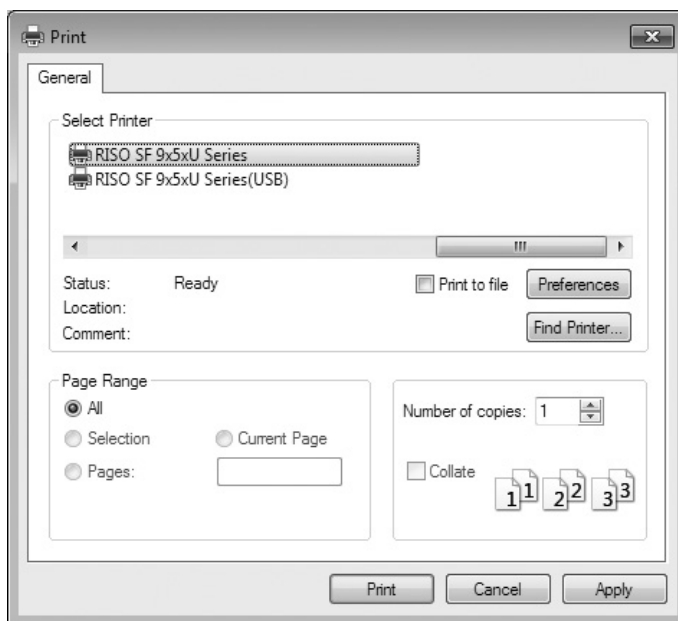 Print
General
Select Printer
RISO SF 9x5xU Series
RISO SF 9x5xU Series(USB)
Status: Ready
Print to file
Preferences
Location:
Comment:
Find Printer...
Page Range
All
Selection
Current Page
Pages:
Number of copies: 1
Collate
1 1 2 2 3 3
Print
Cancel
Apply